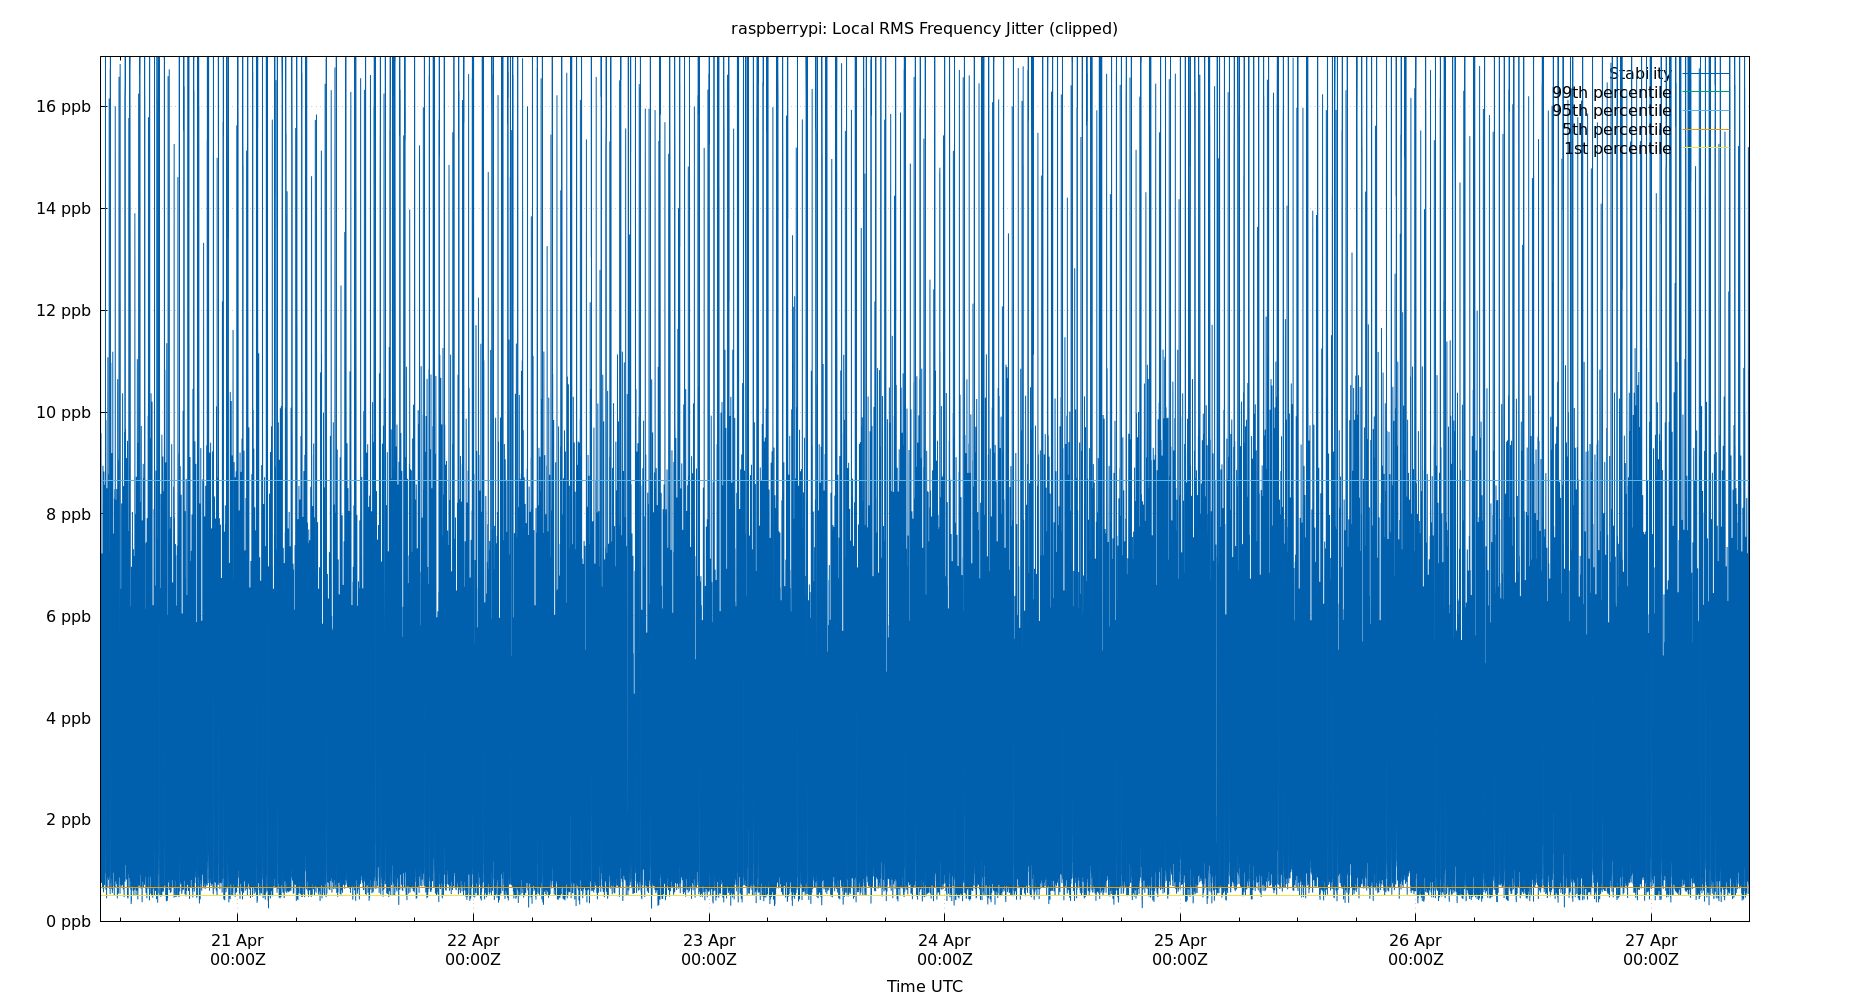 raspberrypi: Local RMS Frequency Jitter (clipped)
Stability
99th percentile
95th percentile
5th percentile
1st percentile
16 ppb
14 ppb
12 ppb
10 ppb
8 ppb
6 ppb
4 ppb
2 ppb
0 ppb
21 Apr 22 Apr 23 Apr 24 Apr 25 Apr 26 Apr 27 Apr
00:00Z 00:00Z 00:00Z 00:00Z 00:00Z 00:00Z 00:00Z
Time UTC